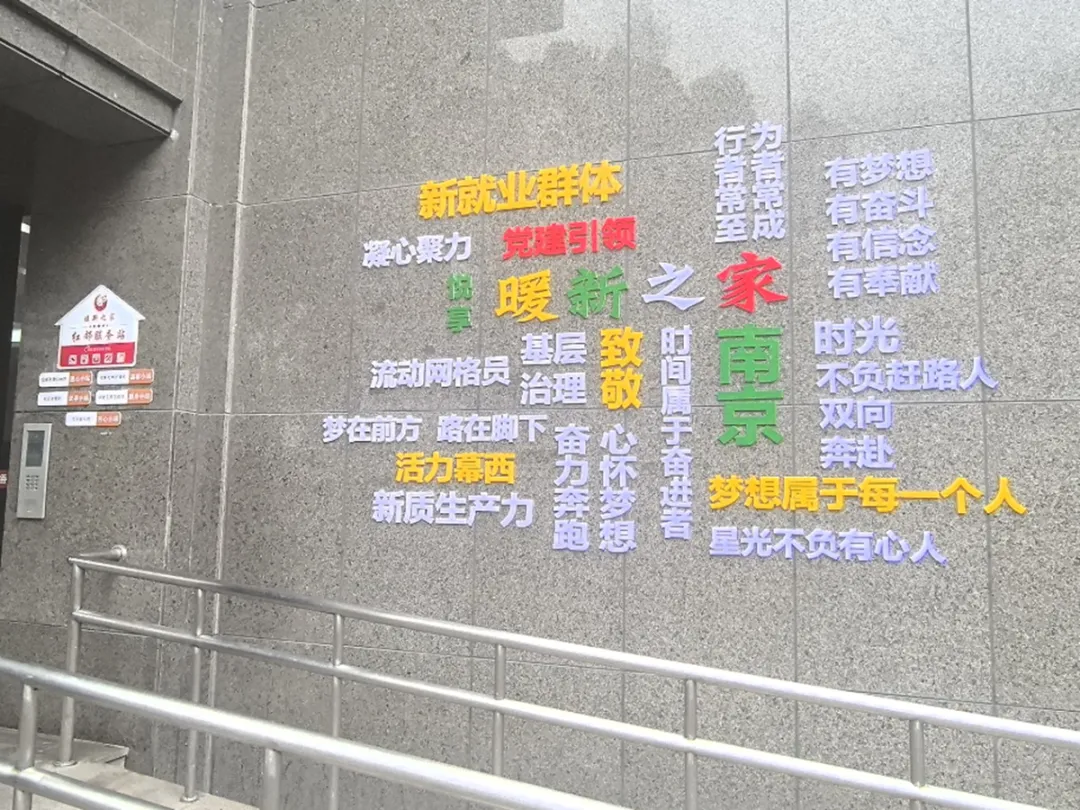 新就业群体
凝心聚力
党建引领
悦享
暖新之家
行者常至
为者常成
有梦想
有奋斗
有信念
有奉献
流动网格员
基层
治理
致敬
时间属于奋进者
南京
时光
不负赶路人
双向
奔赴
梦在前方 路在脚下
奋力奔跑
心怀梦想
活力幕西
新质生产力
梦想属于每一个人
星光不负有心人
暖新之家
红邻服务站